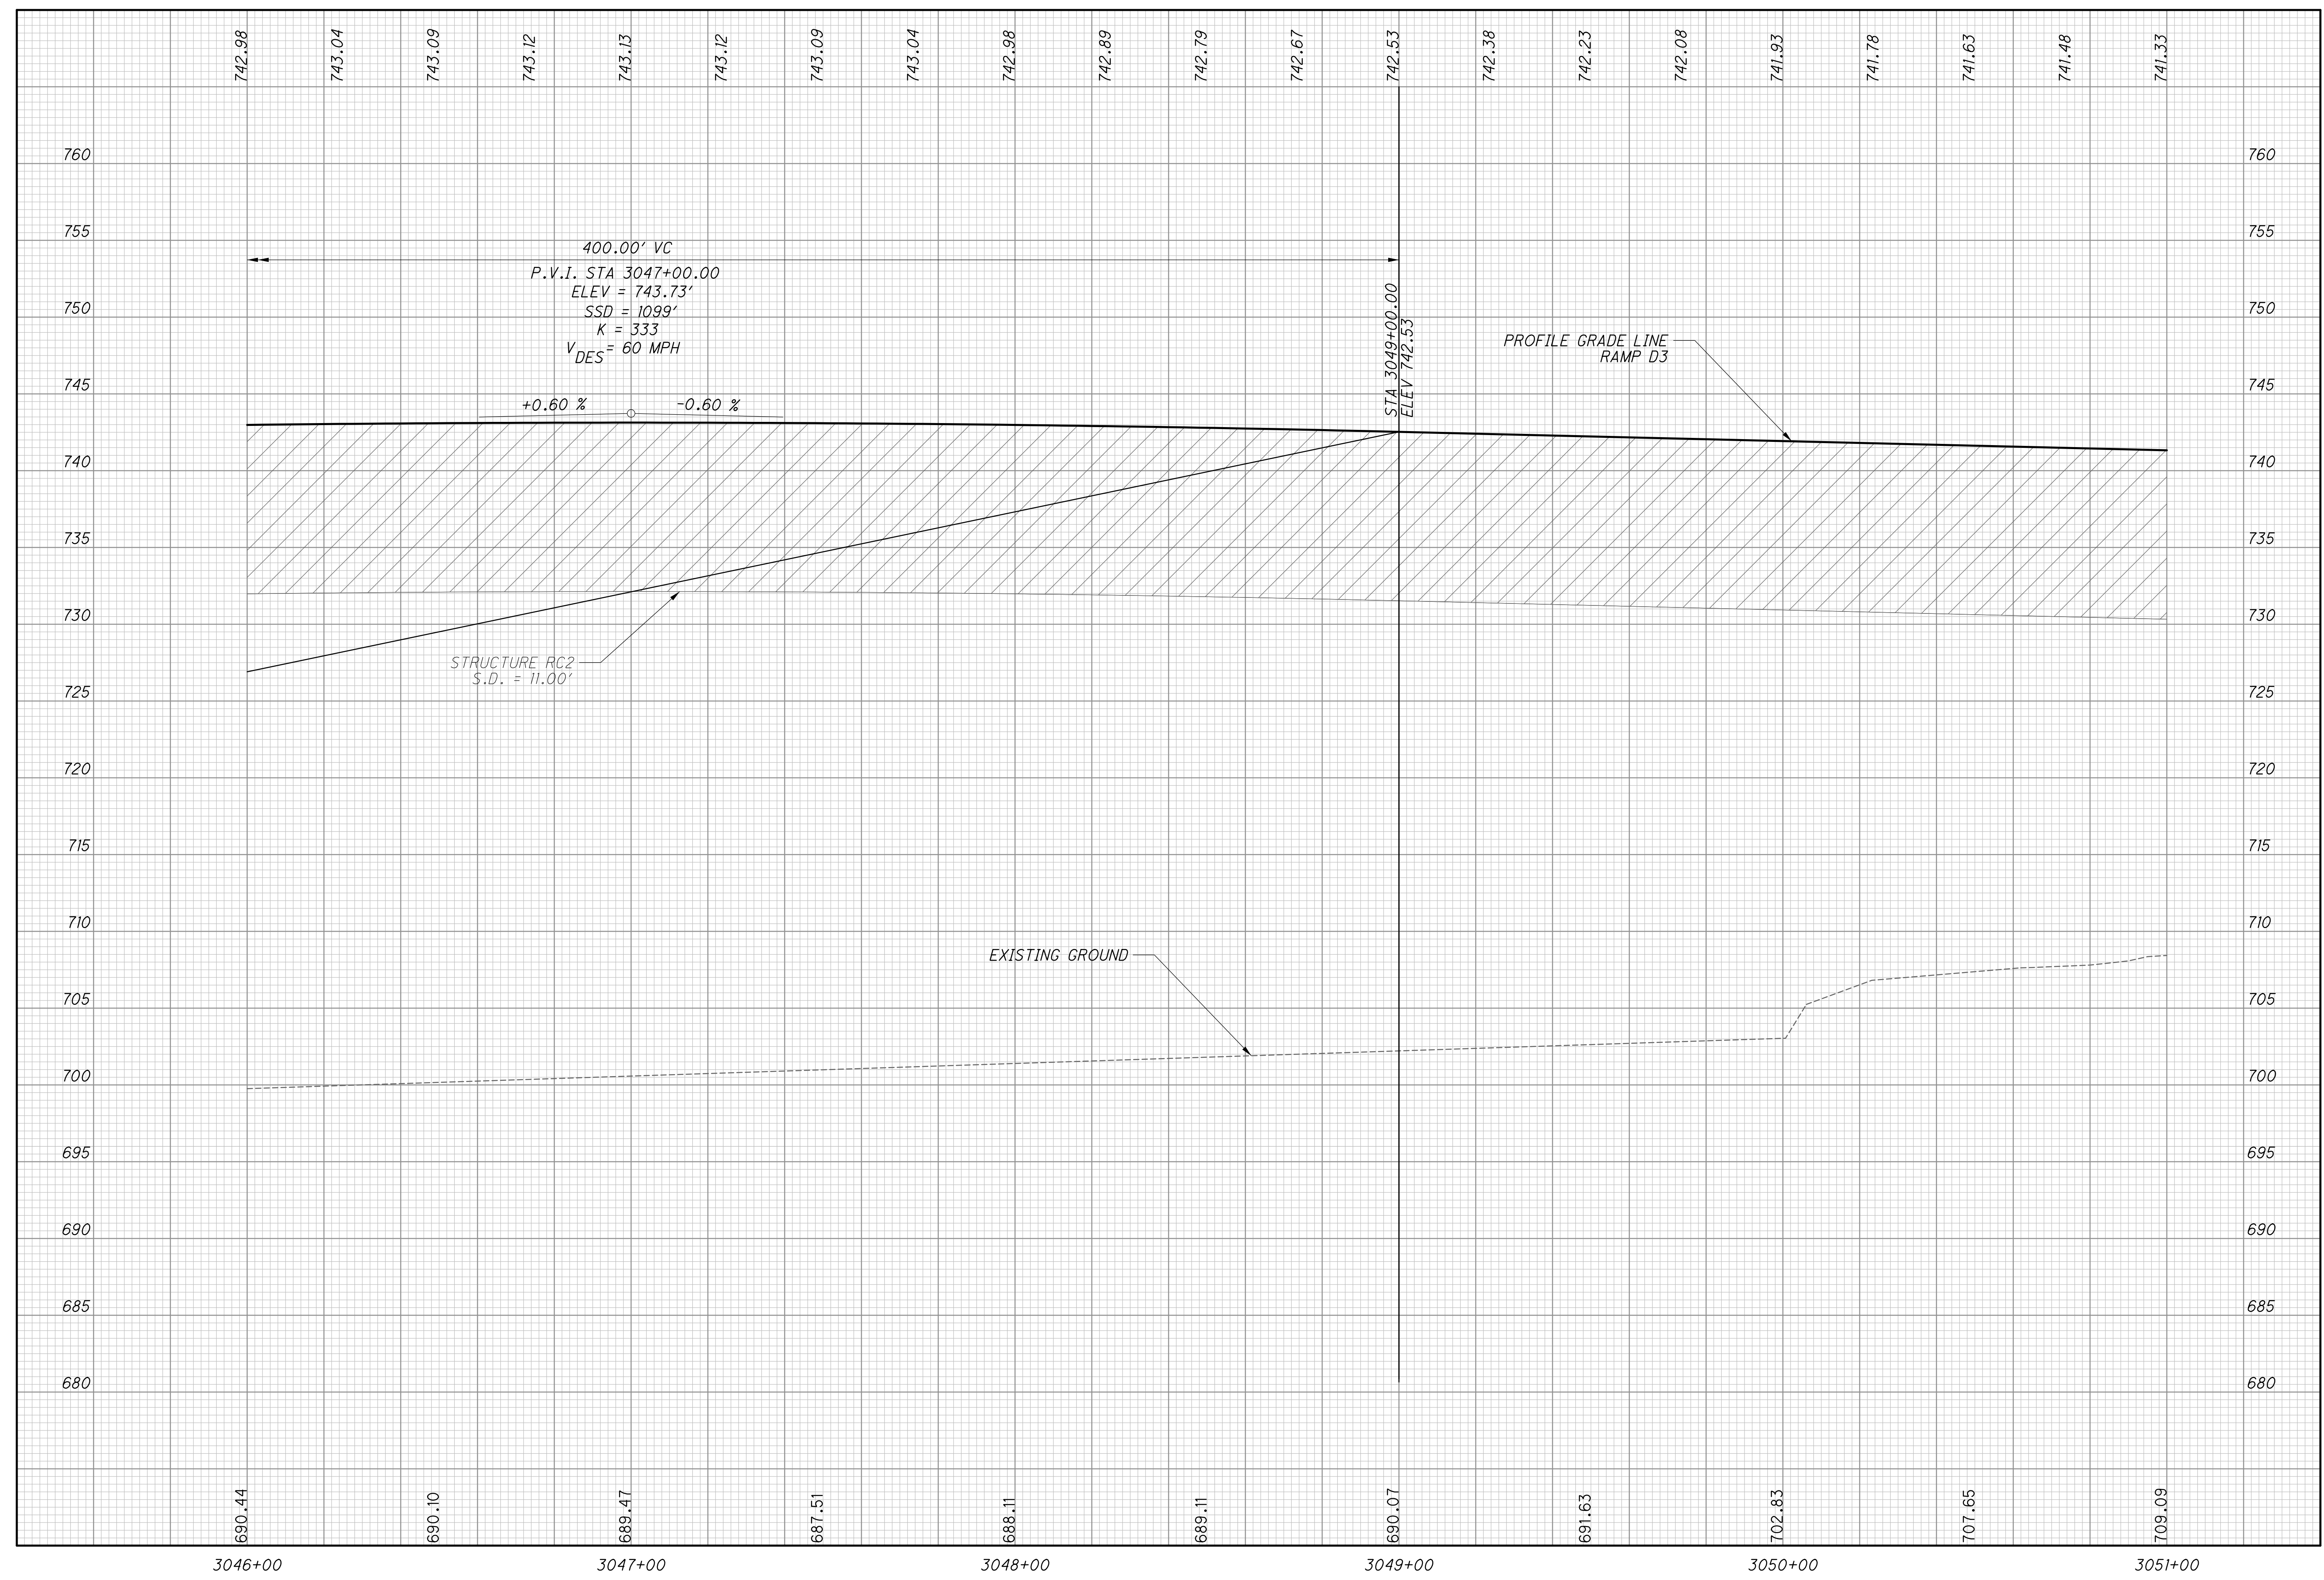 742.98 743.04 743.09 743.12 743.13 743.12 743.09 743.04 742.98 742.89 742.79 742.67 742.53 742.38 742.23 742.08 741.93 741.78 741.63 741.48 741.33
760 760
755 755
400.00' VC
P.V.I. STA 3047+00.00
ELEV = 743.73'
SSD = 1099'
K = 333
V DES = 60 MPH
750 750
STA 3049+00.00
ELEV 742.53
PROFILE GRADE LINE
RAMP D3
745 745
+0.60 % -0.60 %
740 740
735 735
730 730
STRUCTURE RC2
S.D. = 11.00'
725 725
720 720
715 715
710 710
EXISTING GROUND
705 705
700 700
695 695
690 690
685 685
680 680
690.44 690.10 689.47 687.51 688.11 689.11 690.07 691.63 702.83 707.65 709.09
3046+00 3047+00 3048+00 3049+00 3050+00 3051+00